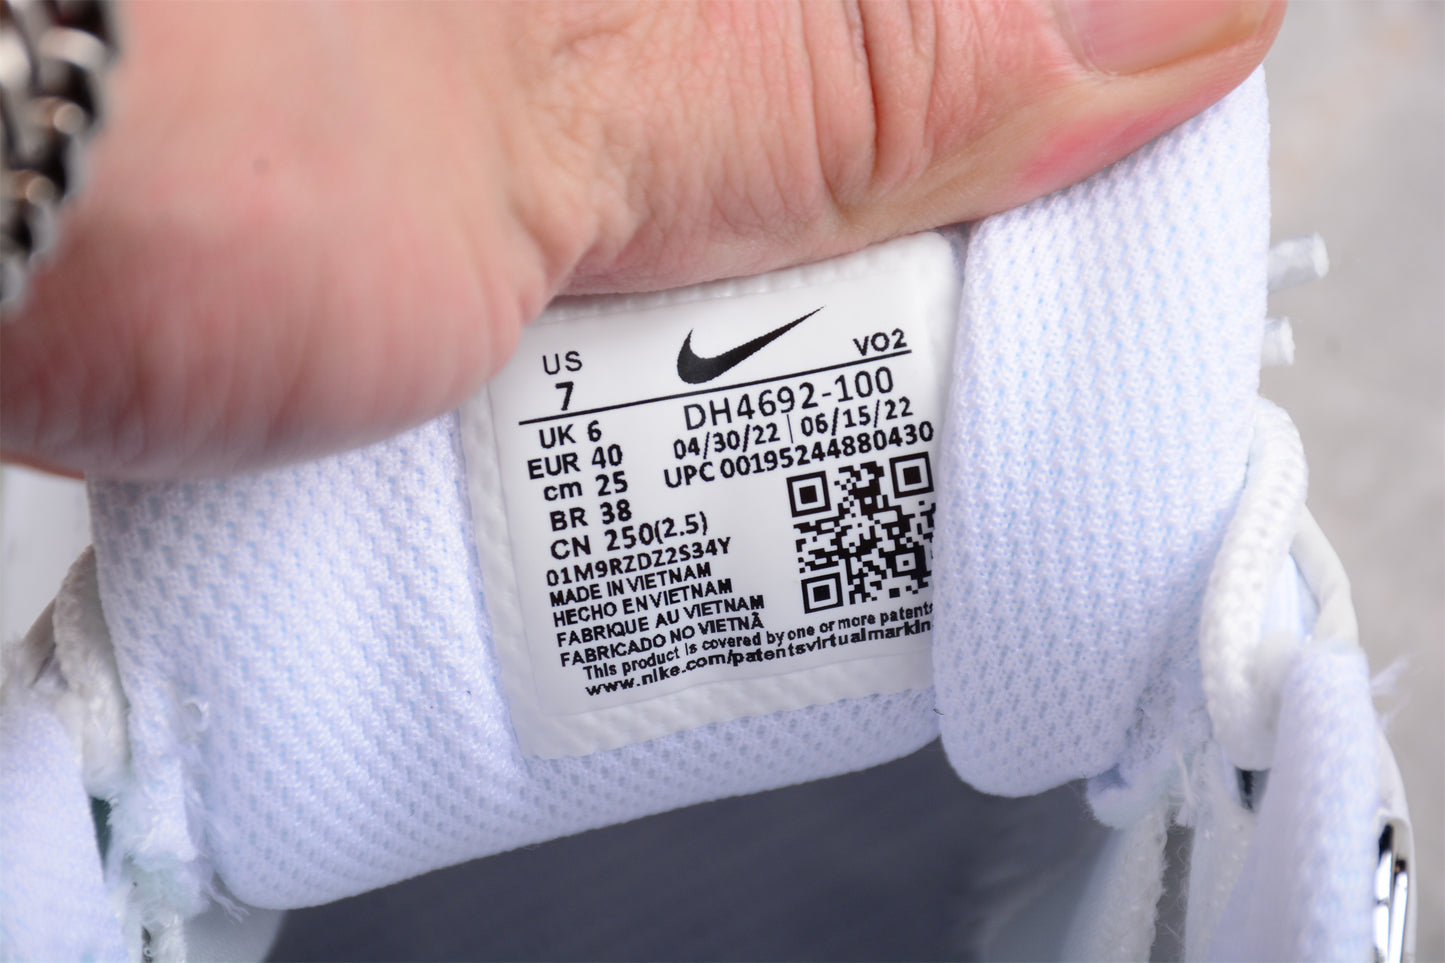 US
7
VO2
DH4692-100
04/30/22 | 06/15/22
UPC 00195244880430
UK 6
EUR 40
cm 25
BR 38
CN 250(2.5)
01M9RZDZ2S34Y
MADE IN VIETNAM
HECHO EN VIETNAM
FABRIQUE AU VIETNAM
FABRICADO NO VIETNÃ
This product is covered by one or more patents
www.nike.com/patentsvirtualmarkin